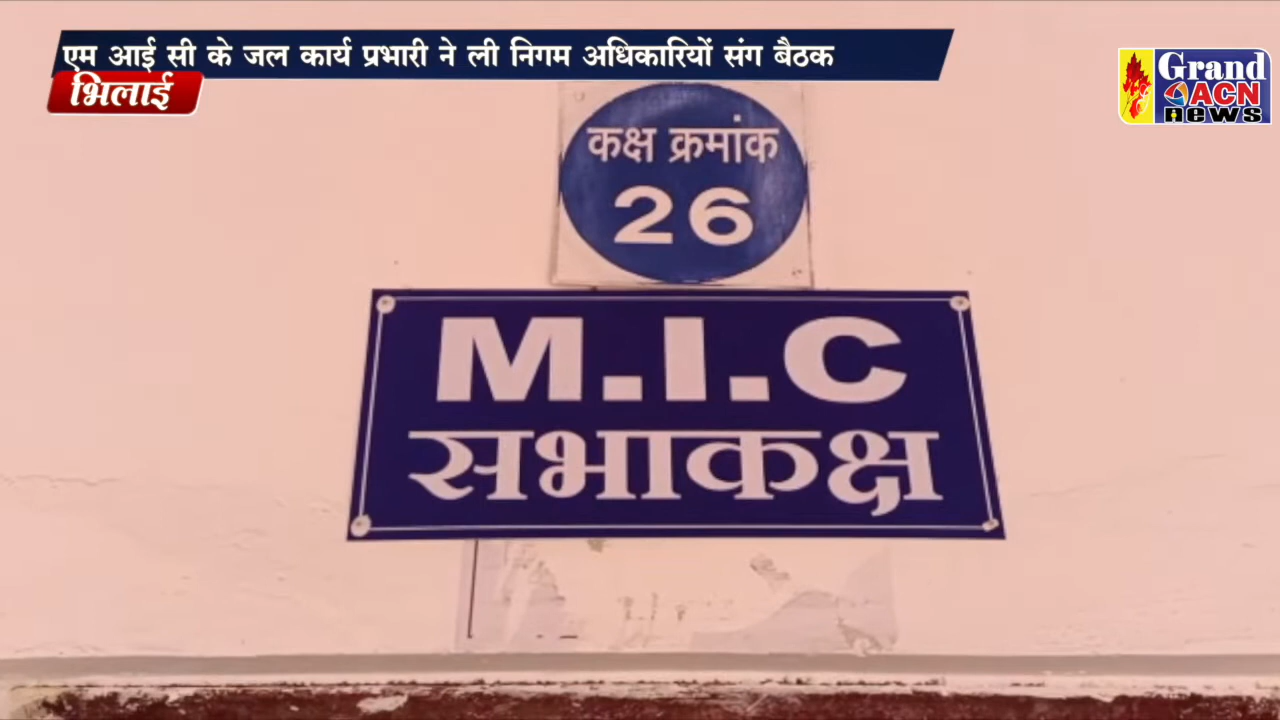 एम आई सी के जल कार्य प्रभारी ने ली निगम अधिकारियों संग बैठक
भिलाई
Grand
ACN
news
कक्ष क्रमांक
26
M.I.C
सभाकक्ष